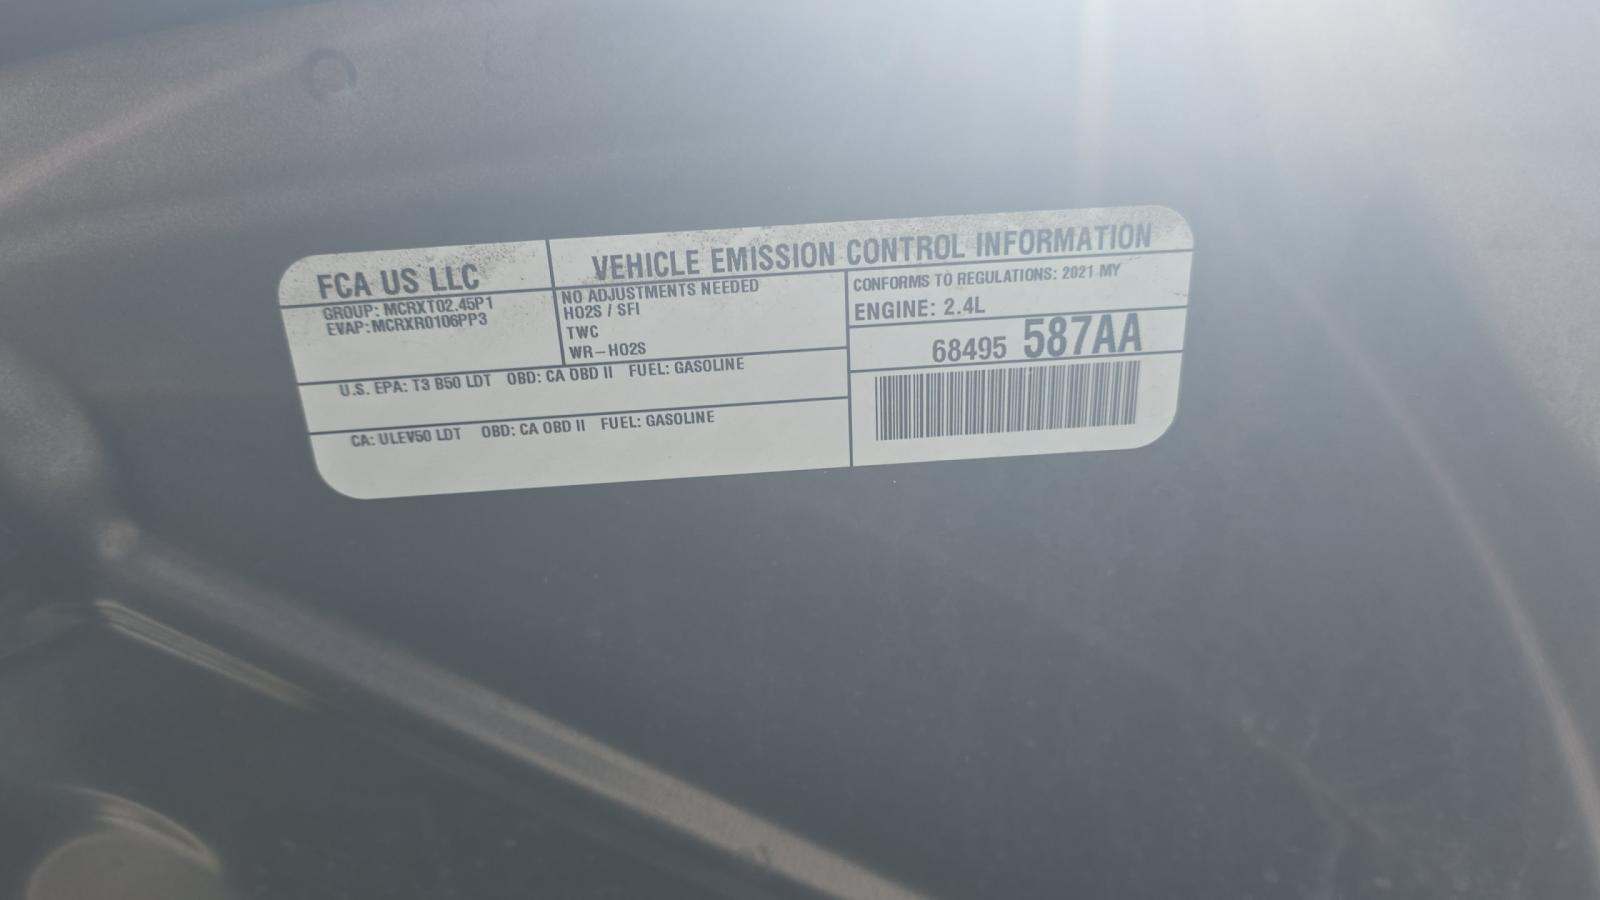 FCA US LLC
GROUP: MCRXT02.45P1
EVAP: MCRXR0106PP3
VEHICLE EMISSION CONTROL INFORMATION
NO ADJUSTMENTS NEEDED
HO2S / SFI
TWC
WR-HO2S
CONFORMS TO REGULATIONS: 2021 MY
ENGINE: 2.4L
68495 587AA
U.S. EPA: T3 B50 LDT OBD: CA OBD II FUEL: GASOLINE
CA: ULEV50 LDT OBD: CA OBD II FUEL: GASOLINE